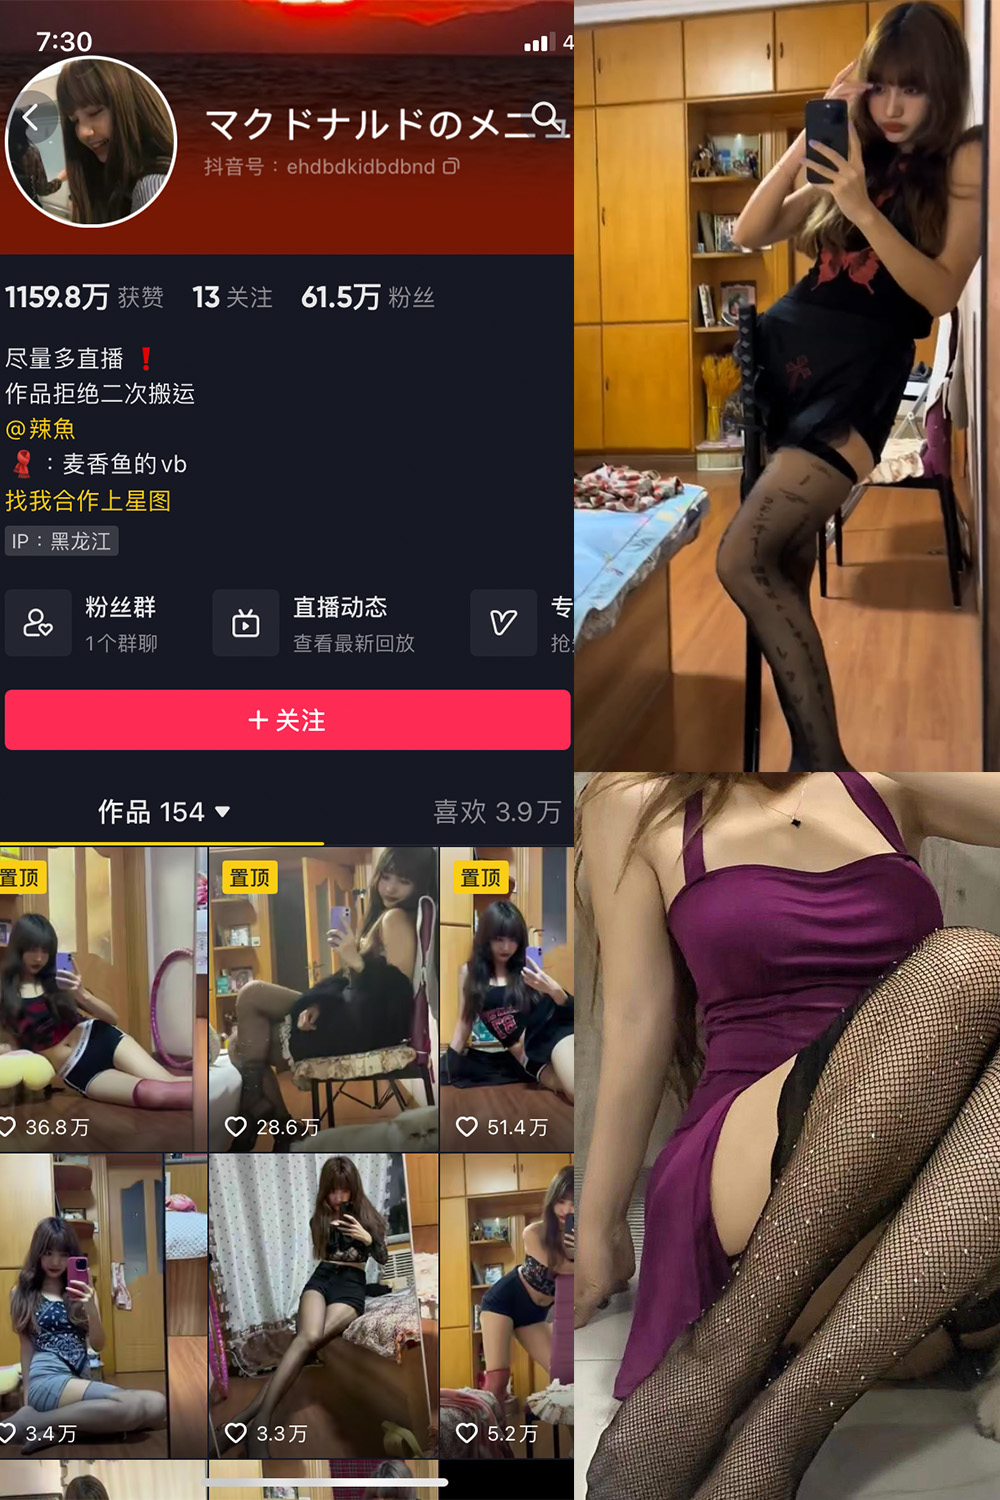 7:30
4
マクドナルドのメニュ
抖音号：ehdbdkidbdbnd
1159.8万 获赞 13 关注 61.5万 粉丝
尽量多直播❗
作品拒绝二次搬运
@辣魚
：麦香鱼的vb
找我合作上星图
IP：黑龙江
粉丝群
1个群聊
直播动态
查看最新回放
专
抢
+ 关注
作品 154
喜欢 3.9万
置顶 置顶 置顶
36.8万 28.6万 51.4万
3.4万 3.3万 5.2万